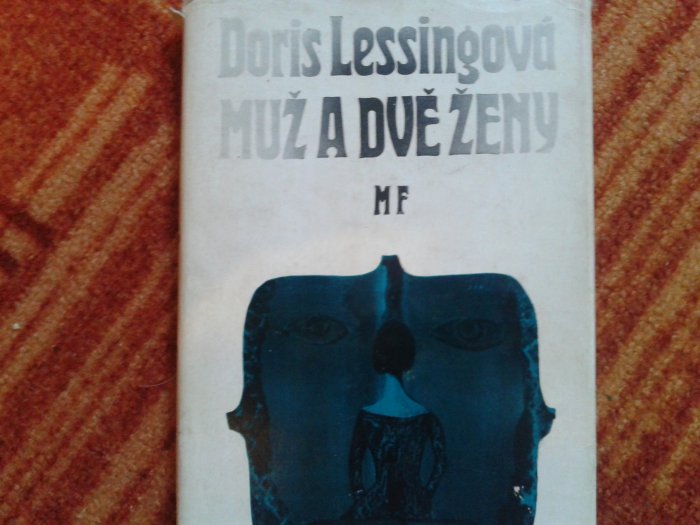 Doris Lessingová
MUŽ A DVĚ ŽENY
MF